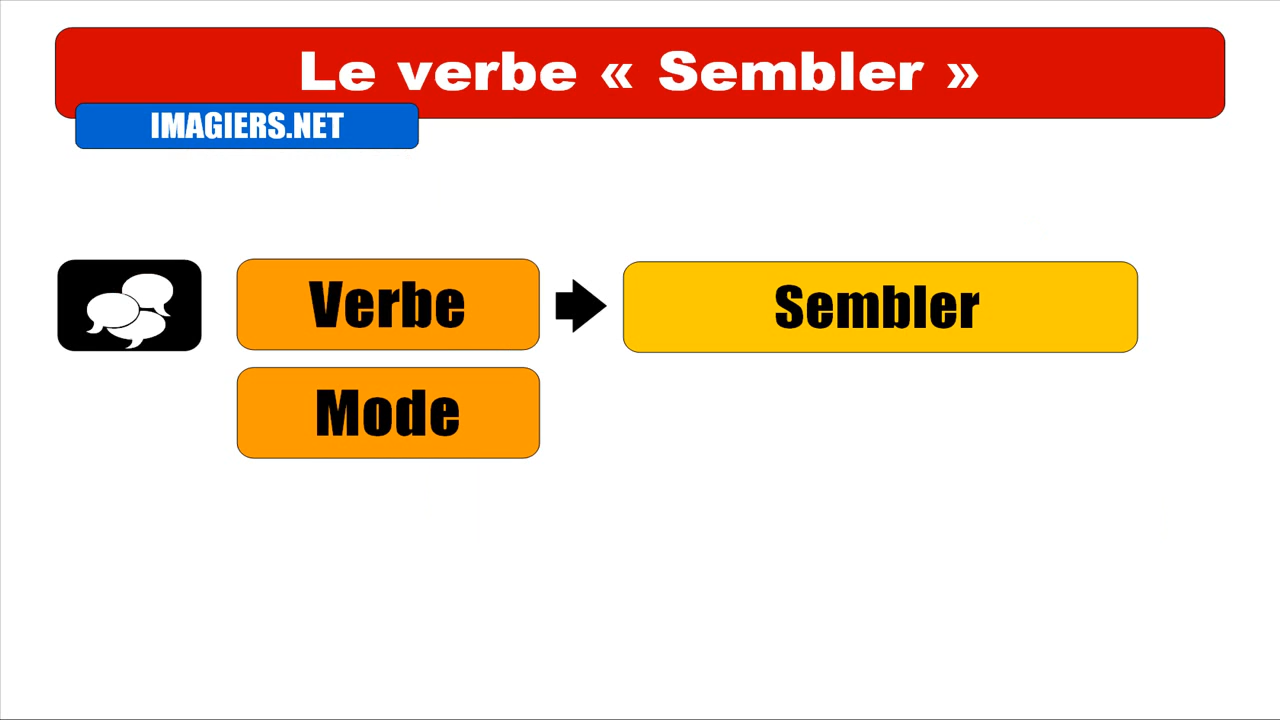 Le verbe « Sembler »
IMAGIERS.NET
Verbe
Sembler
Mode